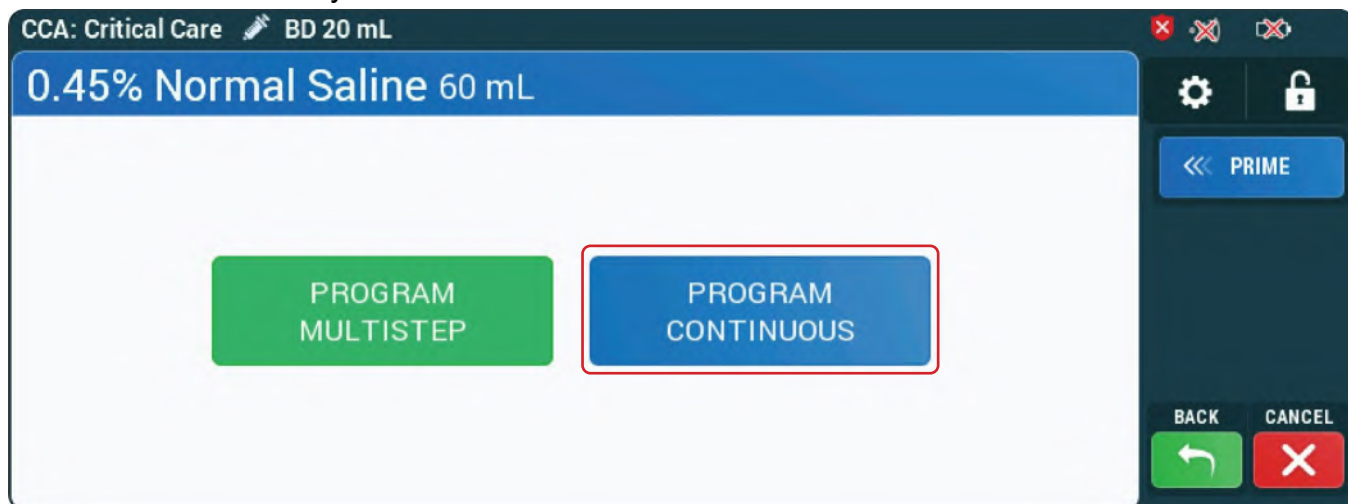 CCA: Critical Care BD 20 mL
0.45% Normal Saline 60 mL
PRIME
PROGRAM
MULTISTEP
PROGRAM
CONTINUOUS
BACK
CANCEL